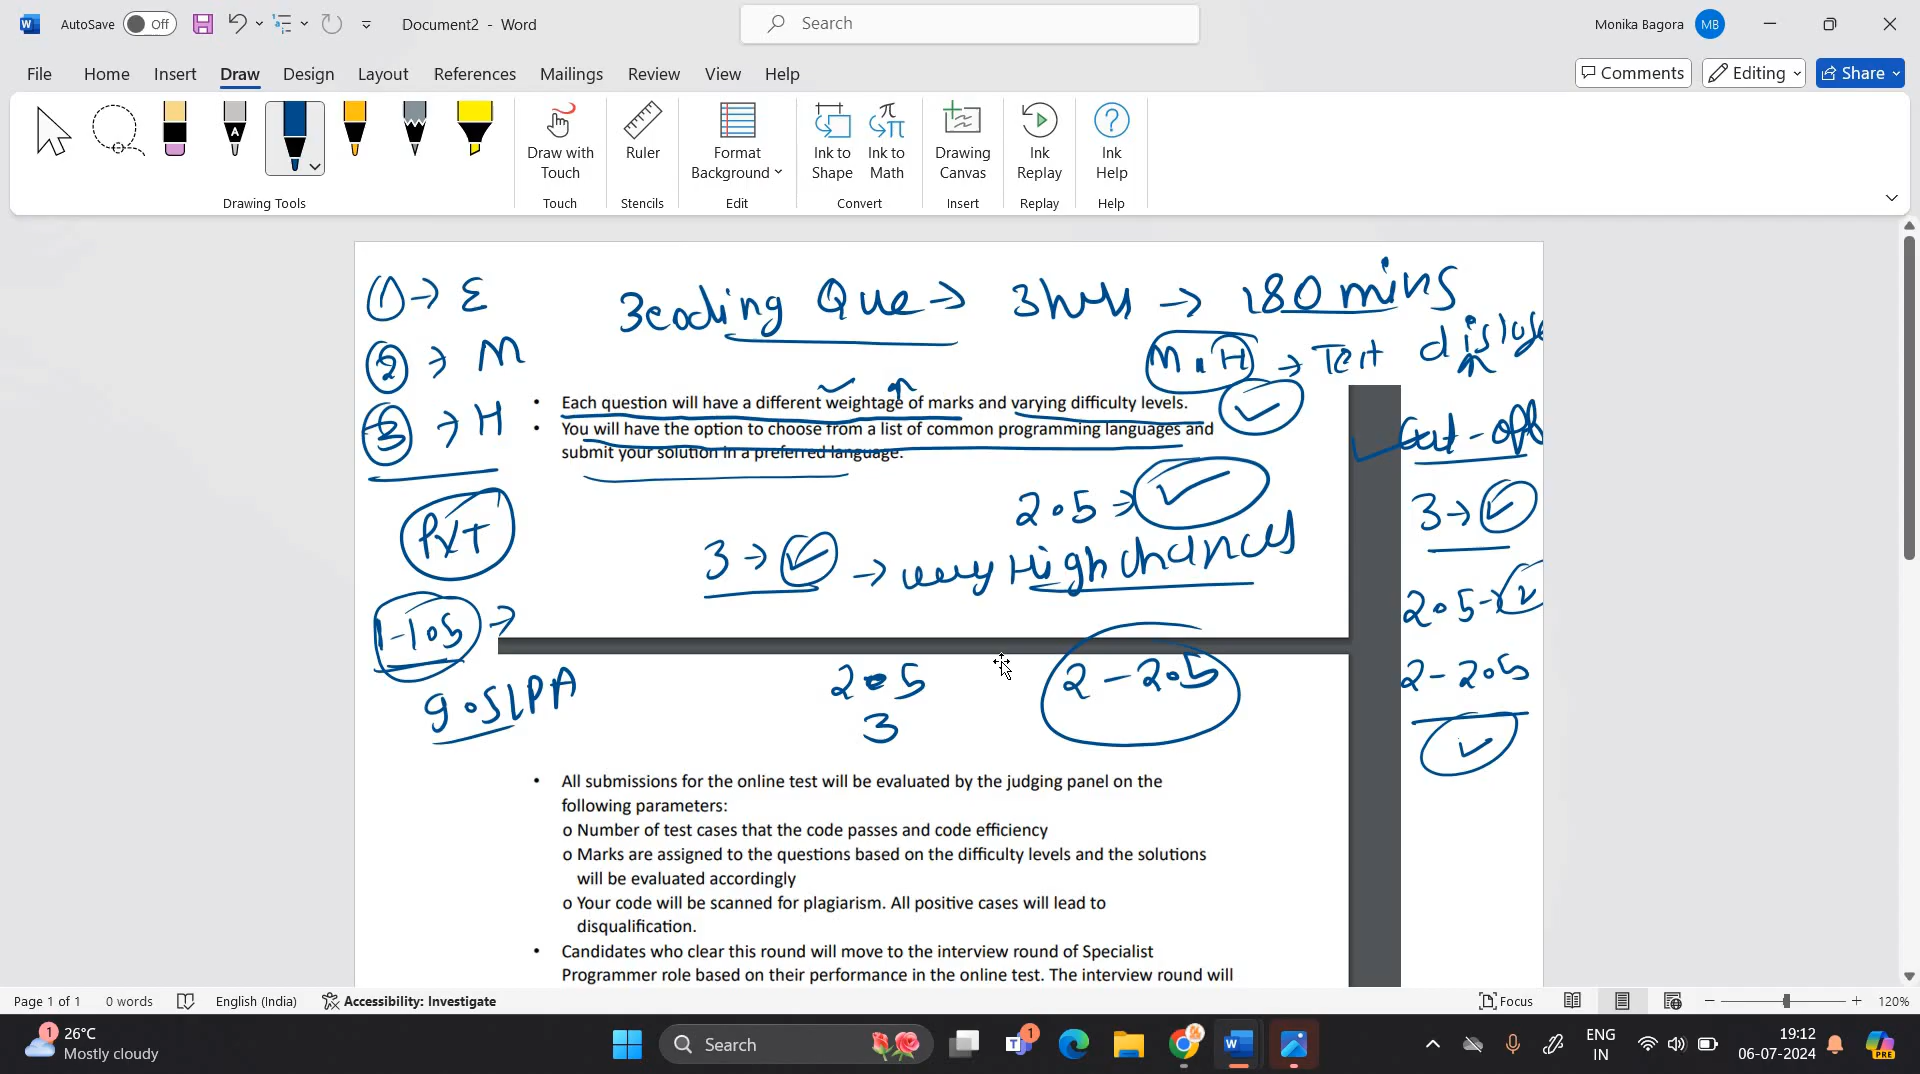 AutoSave Off Document2 - Word Search Monika Bagora MB
File Home Insert Draw Design Layout References Mailings Review View Help Comments Editing Share
Draw with Touch Ruler Format Background Ink to Shape Ink to Math Drawing Canvas Ink Replay Ink Help
Drawing Tools Touch Stencils Edit Convert Insert Replay Help
1 → E
3 coding Que → 3 hrs → 180 mins
2 → M
M, H → Test
3 → H
• Each question will have a different weightage of marks and varying difficulty levels.
• You will have the option to choose from a list of common programming languages and
submit your solution in a preferred language.
Cut-off
2.5 →
3 →
3 → → very High chances
2.5 →
1-1.5 →
9.5LPA
2.5
3
2 - 2.5
2 - 2.5
• All submissions for the online test will be evaluated by the judging panel on the
following parameters:
o Number of test cases that the code passes and code efficiency
o Marks are assigned to the questions based on the difficulty levels and the solutions
will be evaluated accordingly
o Your code will be scanned for plagiarism. All positive cases will lead to
disqualification.
• Candidates who clear this round will move to the interview round of Specialist
Programmer role based on their performance in the online test. The interview round will
Page 1 of 1 0 words English (India) Accessibility: Investigate Focus 120%
1 26°C
Mostly cloudy
Search
1
ENG
IN
19:12
06-07-2024
PRE